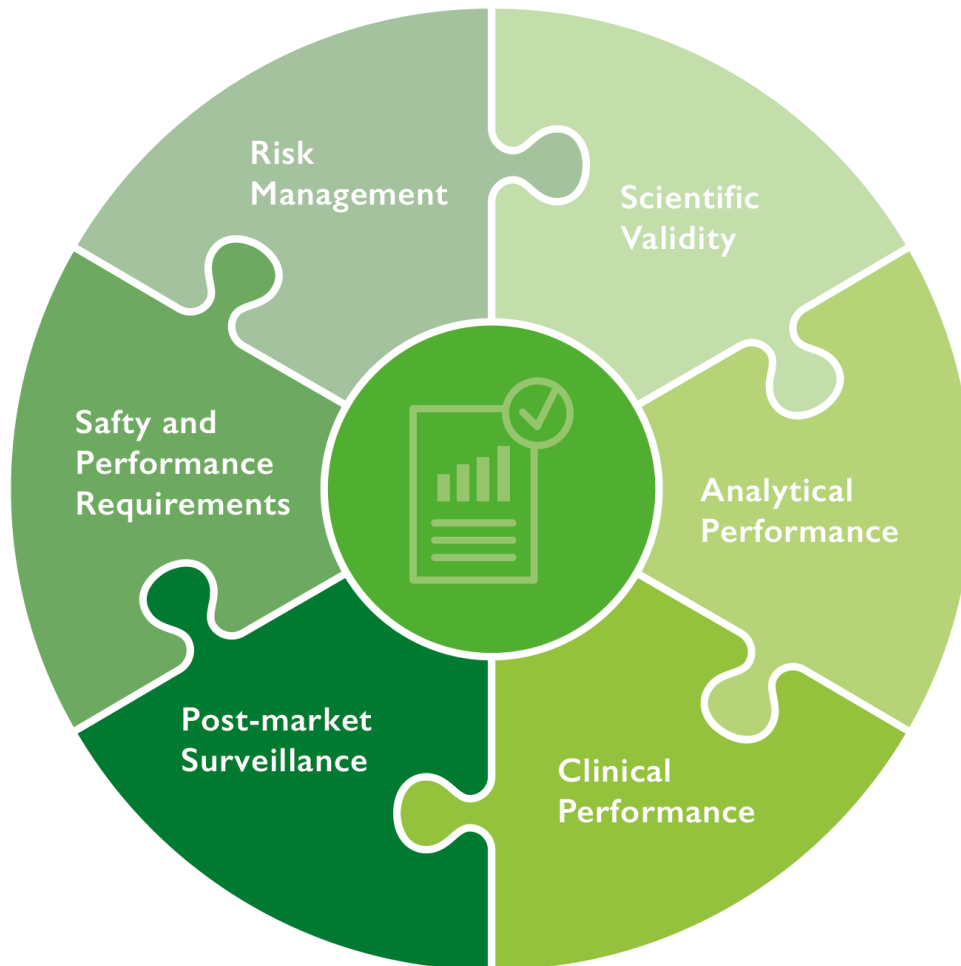 Risk
Management
Scientific
Validity
Analytical
Performance
Clinical
Performance
Post-market
Surveillance
Safty and
Performance
Requirements